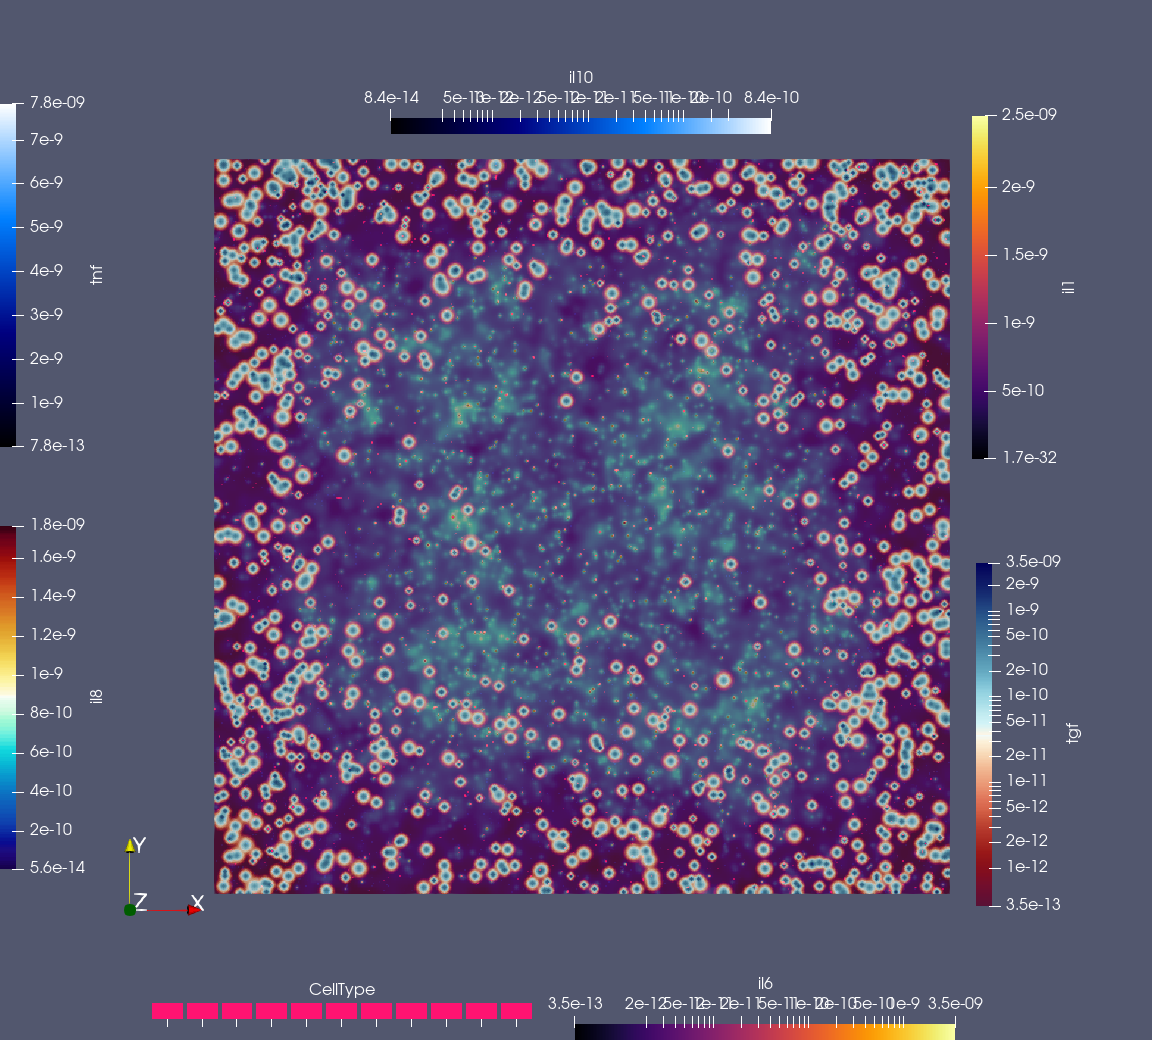 il10
8.4e-14
8.4e-10
tnf
7.8e-09
7e-9
6e-9
5e-9
4e-9
3e-9
2e-9
1e-9
7.8e-13
il1
2.5e-09
2e-9
1.5e-9
1e-9
5e-10
1.7e-32
il8
1.8e-09
1.6e-9
1.4e-9
1.2e-9
1e-9
8e-10
6e-10
4e-10
2e-10
5.6e-14
tgf
3.5e-09
2e-9
1e-9
5e-10
2e-10
1e-10
5e-11
2e-11
1e-11
5e-12
2e-12
1e-12
3.5e-13
Y
Z
X
CellType
il6
3.5e-13
3.5e-09